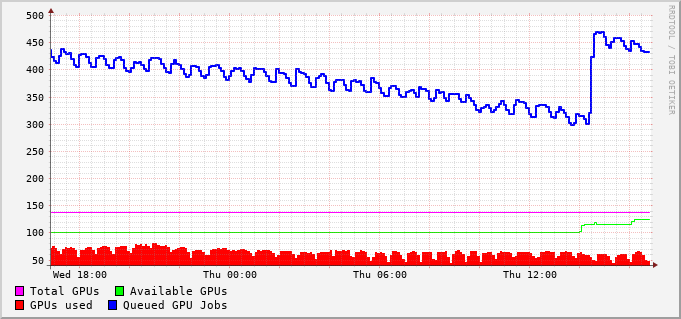 500
450
400
350
300
250
200
150
100
50
Wed 18:00 Thu 00:00 Thu 06:00 Thu 12:00
Total GPUs Available GPUs
GPUs used Queued GPU Jobs
RRDTOOL / TOBI OETIKER